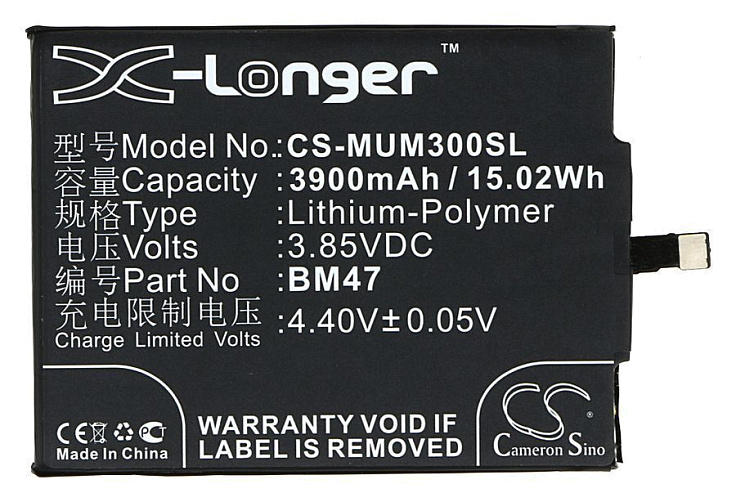 X-Longer™
型号Model No.:CS-MUM300SL
容量Capacity :3900mAh / 15.02Wh
规格Type :Lithium-Polymer
电压Volts :3.85VDC
编号Part No :BM47
充电限制电压 :4.40V±0.05V
Charge Limited Volts
CE PCT
Made In China
WARRANTY VOID IF
LABEL IS REMOVED
CS®
Cameron Sino